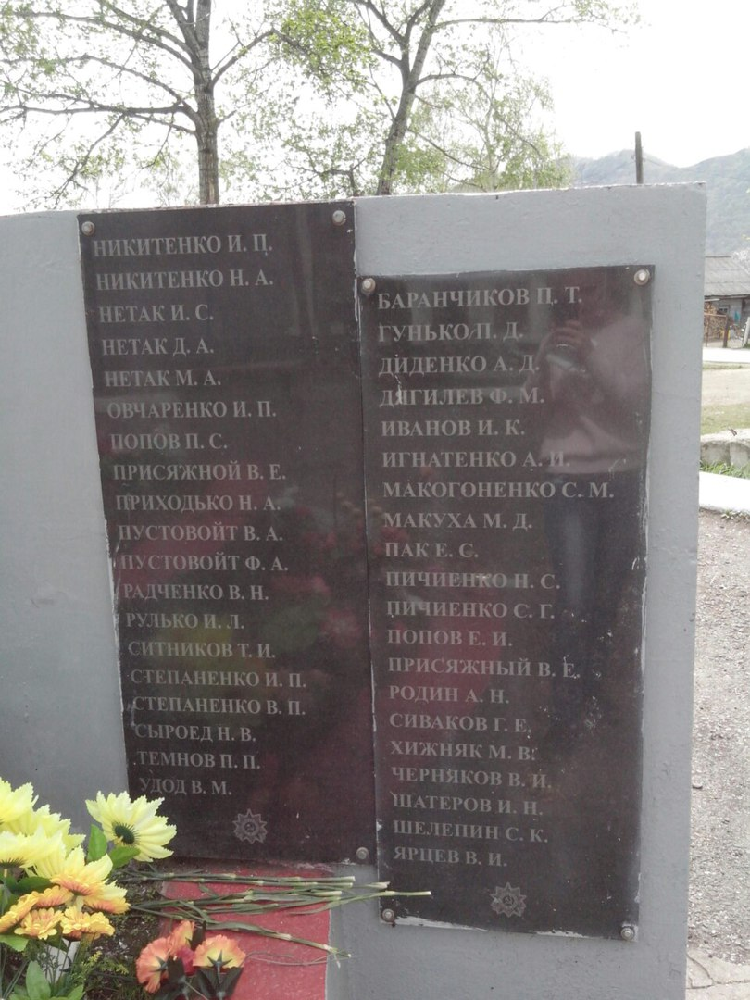 НИКИТЕНКО И. П.
НИКИТЕНКО Н. А.
НЕТАК И. С.
НЕТАК Д. А.
НЕТАК М. А.
ОВЧАРЕНКО И. П.
ПОПОВ П. С.
ПРИСЯЖНОЙ В. Е.
ПРИХОДЬКО Н. А.
ПУСТОВОЙТ В. А.
ПУСТОВОЙТ Ф. А.
РАДЧЕНКО В. Н.
РУЛЬКО И. Л.
СИТНИКОВ Т. И.
СТЕПАНЕНКО И. П.
СТЕПАНЕНКО В. П.
СЫРОЕД Н. В.
ТЕМНОВ П. П.
УДОД В. М.
БАРАНЧИКОВ П. Т.
ГУНЬКО П. Д.
ДИДЕНКО А. Д.
ДЯГИЛЕВ Ф. М.
ИВАНОВ И. К.
ИГНАТЕНКО А. И.
МАКОГОНЕНКО С. М.
МАКУХА М. Д.
ПАК Е. С.
ПИЧИЕНКО Н. С.
ПИЧИЕНКО С. Г.
ПОПОВ Е. И.
ПРИСЯЖНЫЙ В. Е.
РОДИН А. Н.
СИВАКОВ Г. Е.
ХИЖНЯК М. В.
ЧЕРНЯКОВ В. И.
ШАТЕРОВ И. Н.
ШЕЛЕПИН С. К.
ЯРЦЕВ В. И.